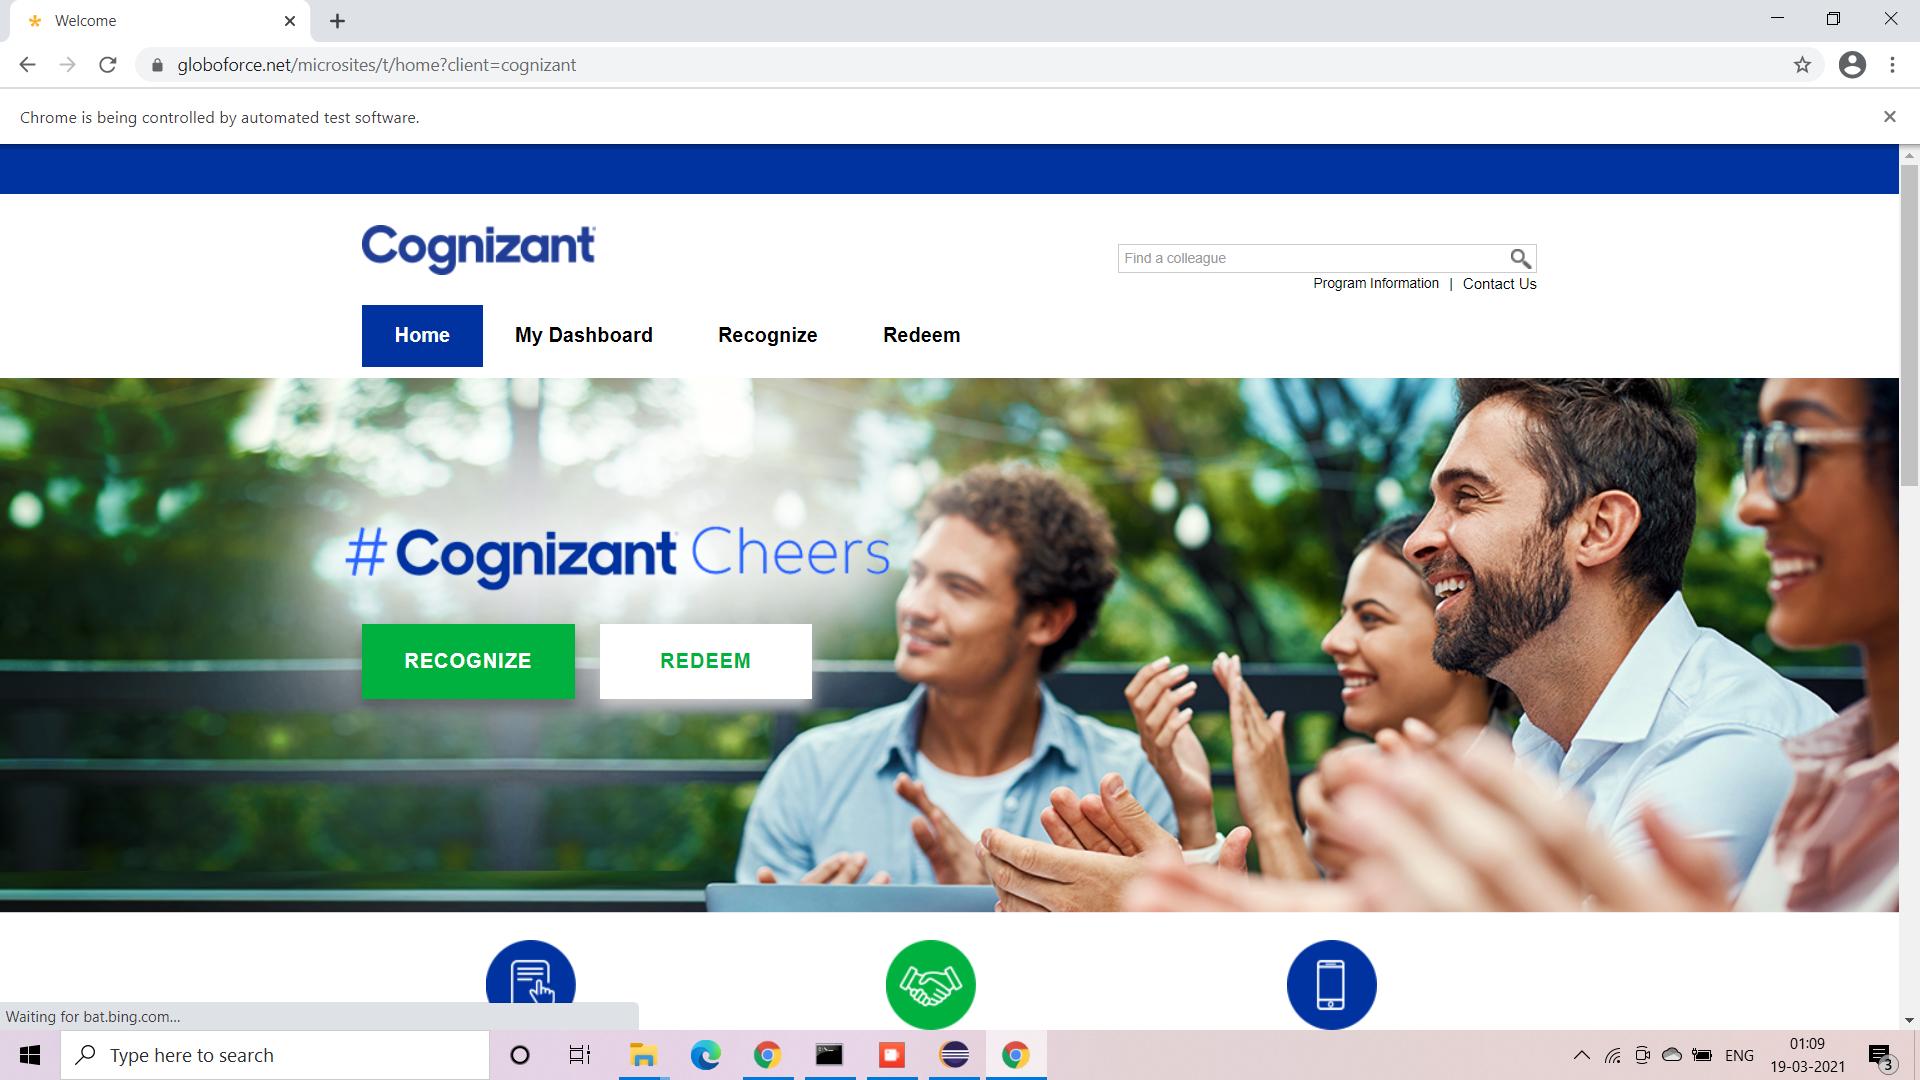 Welcome
globoforce.net/microsites/t/home?client=cognizant
Chrome is being controlled by automated test software.
Cognizant
Find a colleague
Program Information | Contact Us
Home My Dashboard Recognize Redeem
#Cognizant Cheers
RECOGNIZE REDEEM
Waiting for bat.bing.com...
Type here to search
ENG
01:09
19-03-2021
3